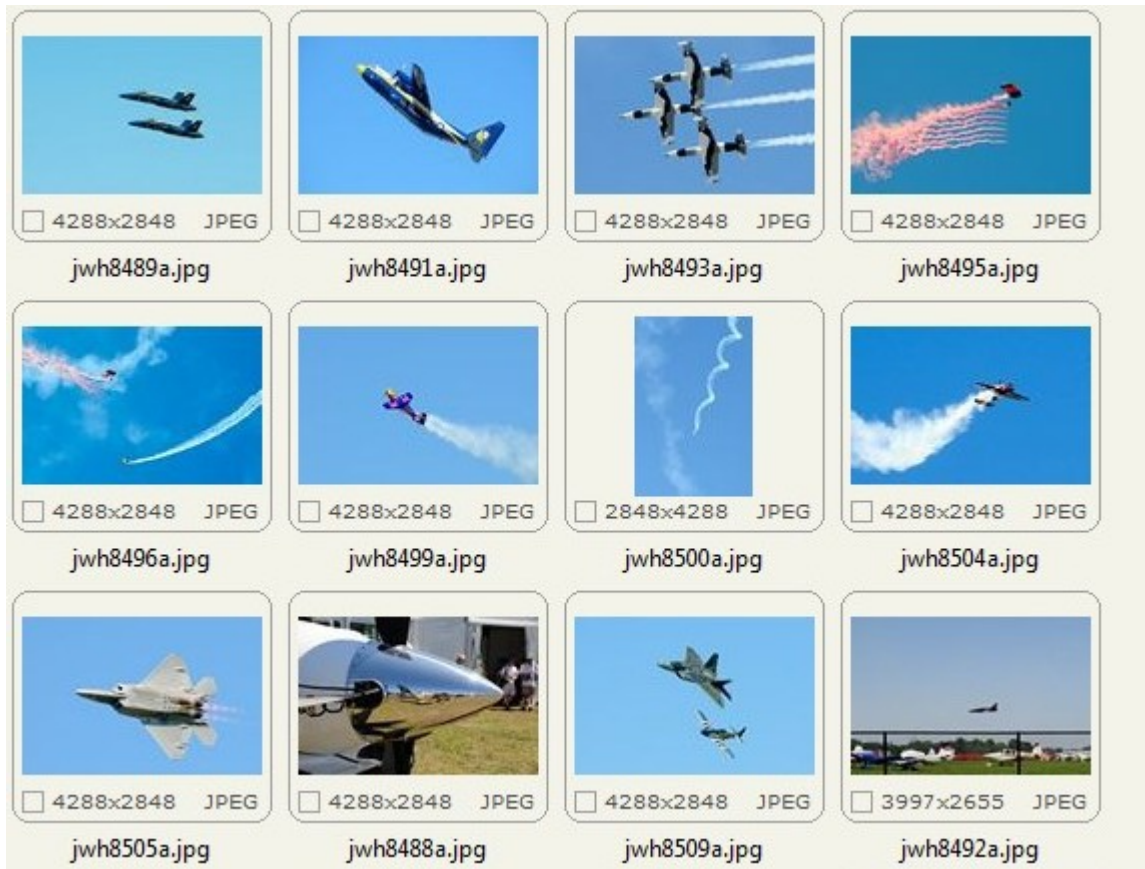 4288x2848 JPEG 4288x2848 JPEG 4288x2848 JPEG 4288x2848 JPEG
jwh8489a.jpg jwh8491a.jpg jwh8493a.jpg jwh8495a.jpg
4288x2848 JPEG 4288x2848 JPEG 2848x4288 JPEG 4288x2848 JPEG
jwh8496a.jpg jwh8499a.jpg jwh8500a.jpg jwh8504a.jpg
4288x2848 JPEG 4288x2848 JPEG 4288x2848 JPEG 3997x2655 JPEG
jwh8505a.jpg jwh8488a.jpg jwh8509a.jpg jwh8492a.jpg